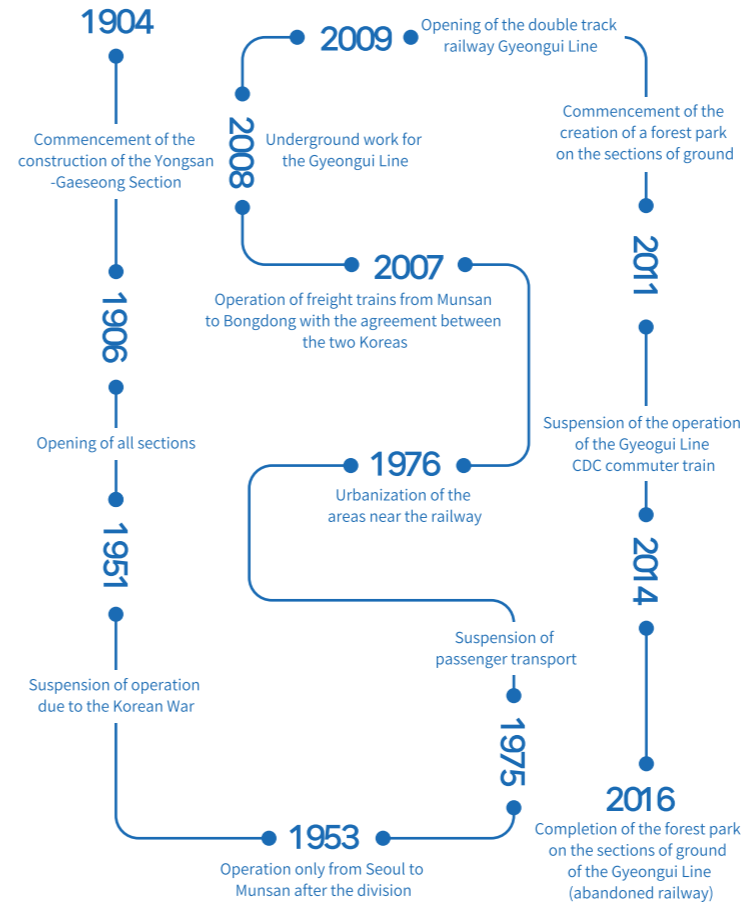 1904
Commencement of the
construction of the Yongsan
-Gaeseong Section
1906
Opening of all sections
1951
Suspension of operation
due to the Korean War
1953
Operation only from Seoul to
Munsan after the division
1975
Suspension of
passenger transport
1976
Urbanization of the
areas near the railway
2007
Operation of freight trains from Munsan
to Bongdong with the agreement between
the two Koreas
2008
Underground work for
the Gyeongui Line
2009
Opening of the double track
railway Gyeongui Line
Commencement of the
creation of a forest park
on the sections of ground
2011
Suspension of the operation
of the Gyeogui Line
CDC commuter train
2014
2016
Completion of the forest park
on the sections of ground
of the Gyeongui Line
(abandoned railway)